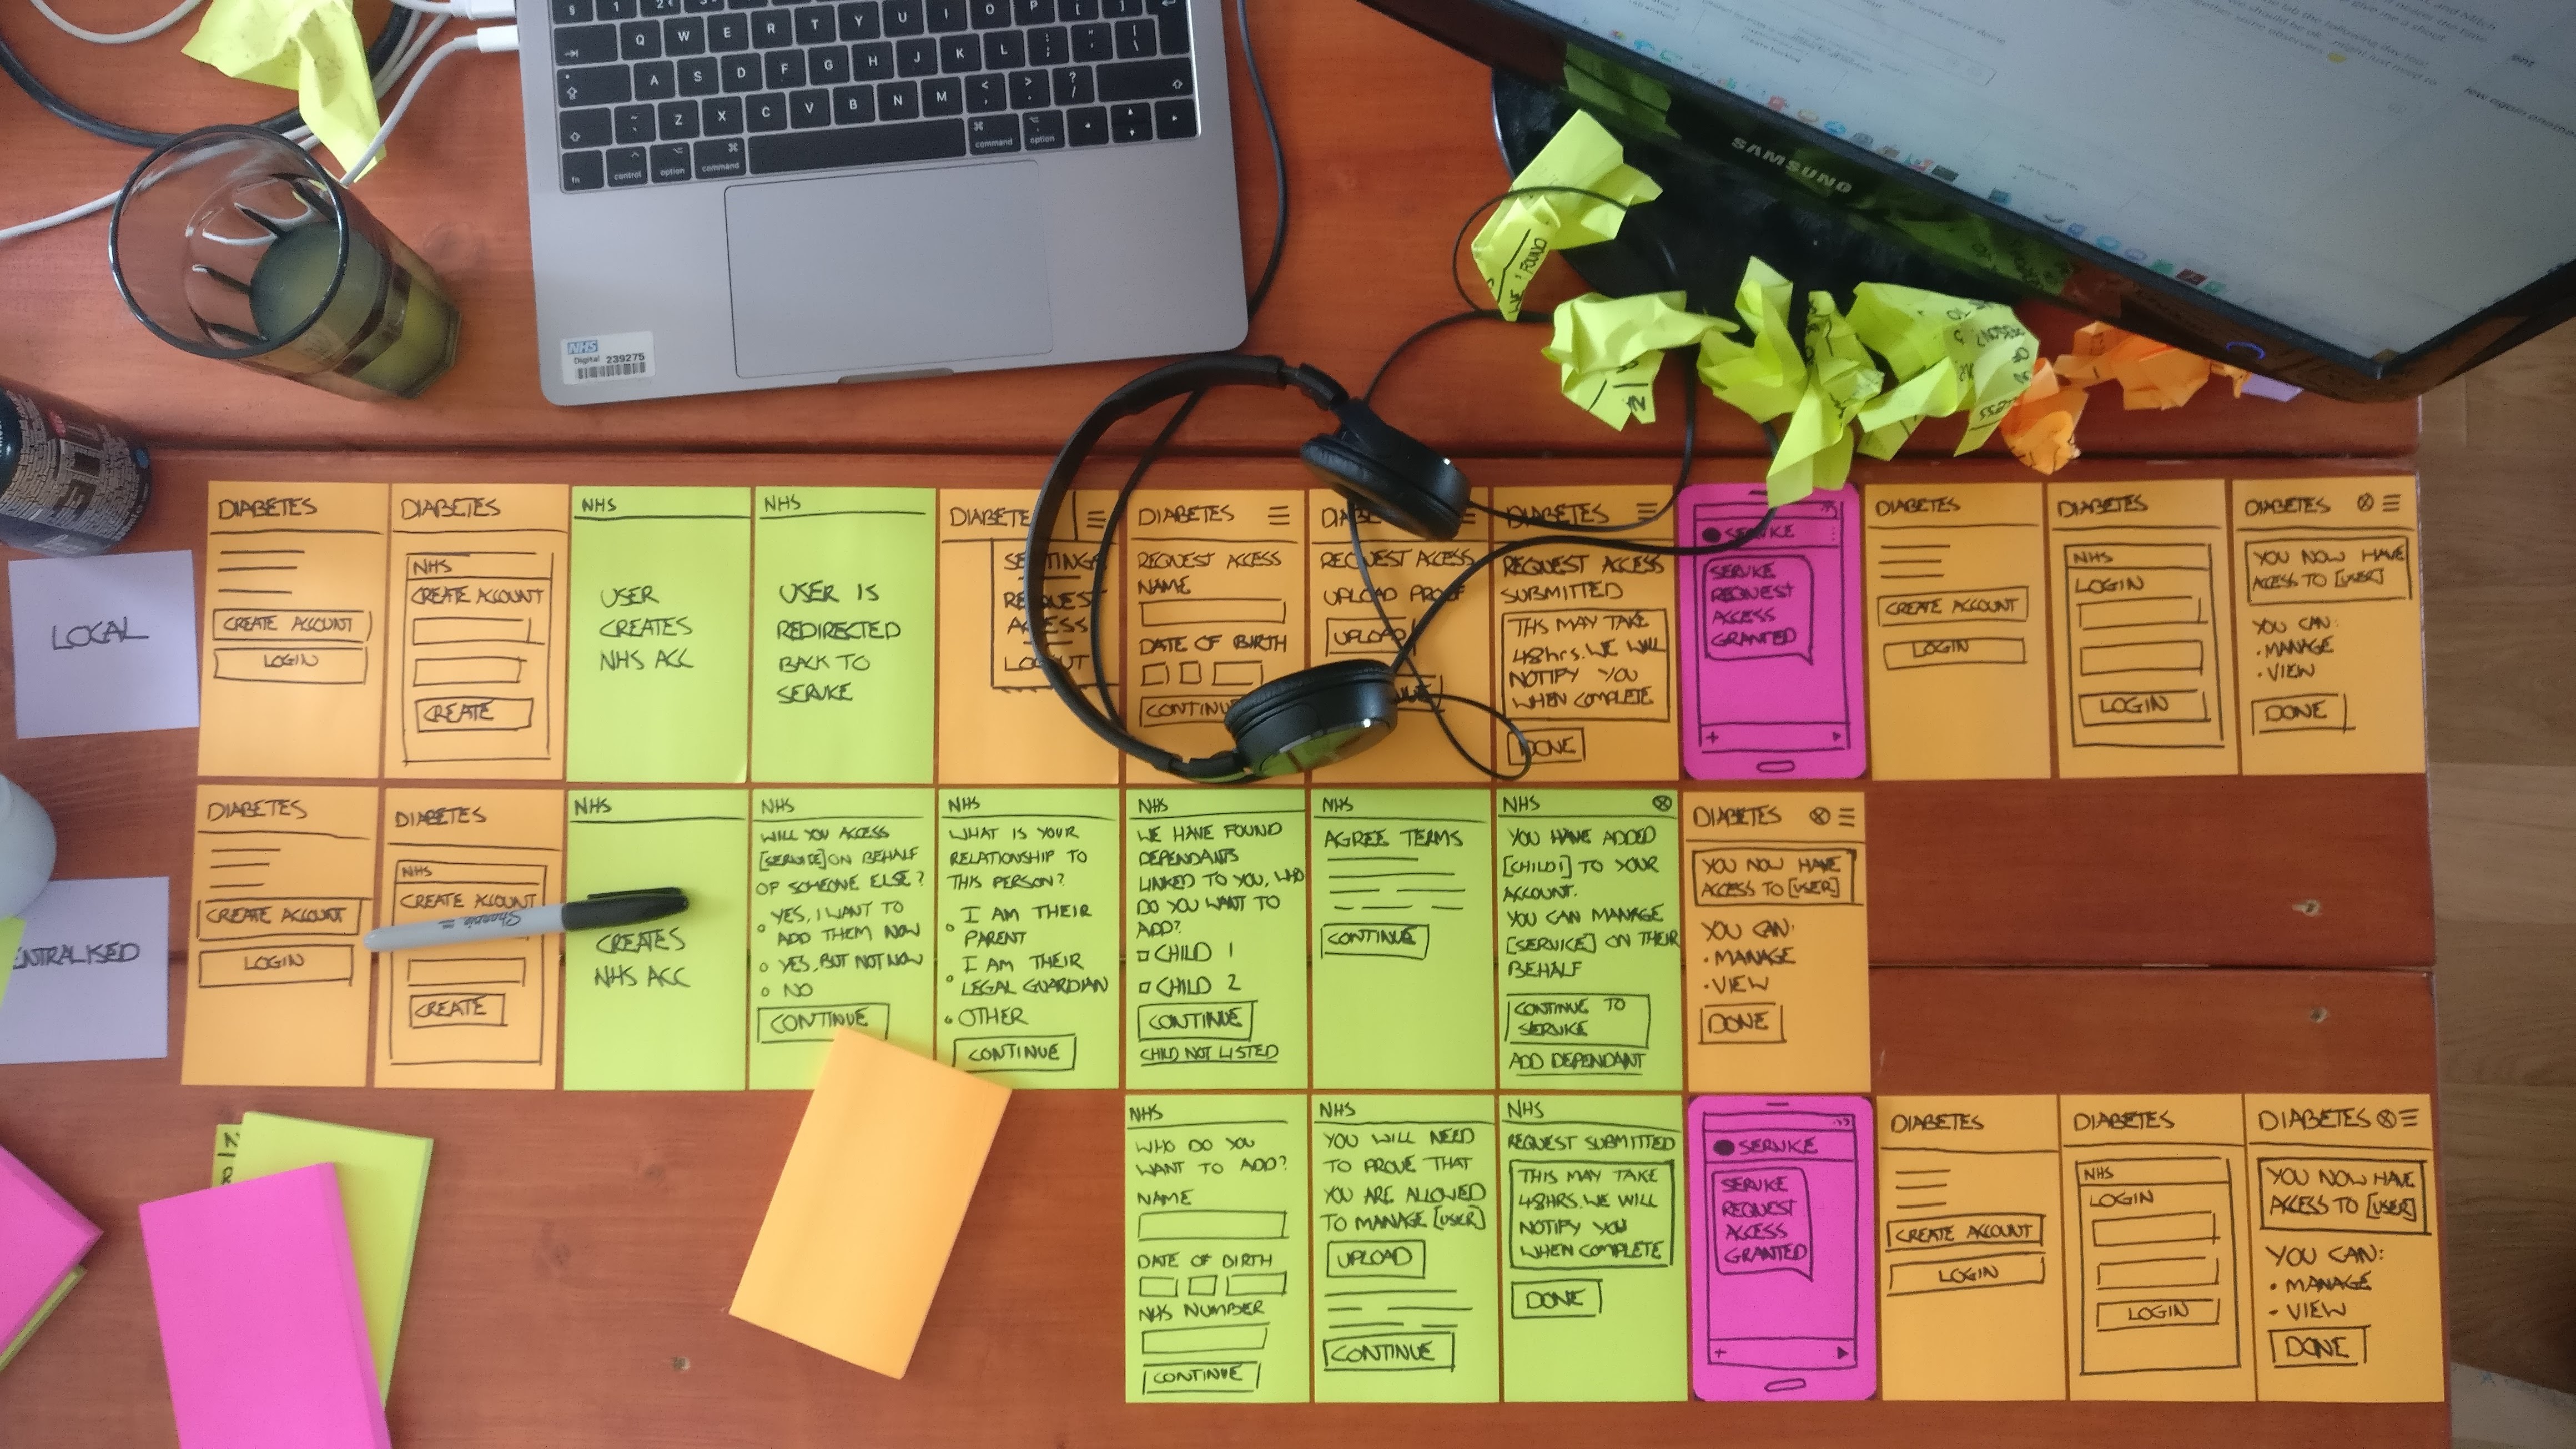 Q W E R T Y U I O P
A S D F G H J K L
Z X C V B N M
fn control option command
command option
NHS
Digital 239275
SAMSUNG
FOUND
LOCAL
DIABETES
CREATE ACCOUNT
LOGIN
DIABETES
NHS
CREATE ACCOUNT
CREATE
NHS
USER
CREATES
NHS ACC
NHS
USER IS
REDIRECTED
BACK TO
SERVICE
DIABETE
SETTINGS
REQUEST
ACCESS
LOGOUT
DIABETES
REQUEST ACCESS
NAME
DATE OF BIRTH
CONTINU
REQUEST ACCESS
UPLOAD PROOF
UPLOAD
DIABETES
REQUEST ACCESS
SUBMITTED
THS MAY TAKE
48hrs. WE WILL
NOTIFY YOU
WHEN COMPLETE
DONE
SERVICE
SERVICE
REQUEST
ACCESS
GRANTED
DIABETES
CREATE ACCOUNT
LOGIN
DIABETES
NHS
LOGIN
LOGIN
DIABETES
YOU NOW HAVE
ACCESS TO [USER]
YOU CAN:
• MANAGE
• VIEW
DONE
ENTRALISED
DIABETES
CREATE ACCOUNT
LOGIN
DIABETES
NHS
CREATE ACCOUNT
CREATE
Sharpie
NHS
CREATES
NHS ACC
NHS
WILL YOU ACCESS
[SERVICE] ON BEHALF
OF SOMEONE ELSE?
YES, I WANT TO
ADD THEM NOW
YES, BUT NOT NOW
NO
CONTINUE
NHS
WHAT IS YOUR
RELATIONSHIP TO
THIS PERSON?
I AM THEIR
PARENT
I AM THEIR
LEGAL GUARDIAN
OTHER
CONTINUE
NHS
WE HAVE FOUND
DEPENDANTS
LINKED TO YOU, WHO
DO YOU WANT TO
ADD?
CHILD 1
CHILD 2
CONTINUE
CHILD NOT LISTED
NHS
AGREE TERMS
CONTINUE
NHS
YOU HAVE ADDED
[CHILD1] TO YOUR
ACCOUNT.
YOU CAN MANAGE
[SERVICE] ON THEIR
BEHALF
CONTINUE TO
SERVICE
ADD DEPENDANT
DIABETES
YOU NOW HAVE
ACCESS TO [USER]
YOU CAN:
• MANAGE
• VIEW
DONE
NHS
WHO DO YOU
WANT TO ADD?
NAME
DATE OF BIRTH
NHS NUMBER
CONTINUE
NHS
YOU WILL NEED
TO PROVE THAT
YOU ARE ALLOWED
TO MANAGE [USER]
UPLOAD
CONTINUE
NHS
REQUEST SUBMITTED
THIS MAY TAKE
48HRS. WE WILL
NOTIFY YOU
WHEN COMPLETE
DONE
SERVICE
SERVICE
REQUEST
ACCESS
GRANTED
DIABETES
CREATE ACCOUNT
LOGIN
DIABETES
NHS
LOGIN
LOGIN
DIABETES
YOU NOW HAVE
ACCESS TO [USER]
YOU CAN:
• MANAGE
• VIEW
DONE